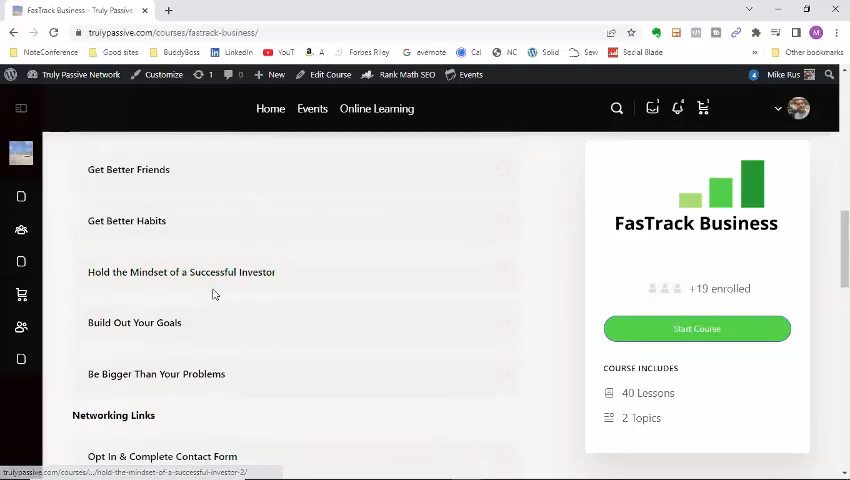 FasTrack Business - Truly Passive
trulypassive.com/courses/fastrack-business/
NoteConference
Good sites
BuddyBoss
LinkedIn
YouT
A
Forbes Riley
evernote
Cal
NC
Solid
Sew
Social Blade
»
Other bookmarks
Truly Passive Network
Customize
1
0
New
Edit Course
Rank Math SEO
Events
4
Mike Rus
Home
Events
Online Learning
1
4
1
Get Better Friends
Get Better Habits
Hold the Mindset of a Successful Investor
Build Out Your Goals
Be Bigger Than Your Problems
Networking Links
Opt In & Complete Contact Form
FasTrack Business
+19 enrolled
Start Course
COURSE INCLUDES
40 Lessons
2 Topics
trulypassive.com/courses/.../hold-the-mindset-of-a-successful-investor-2/